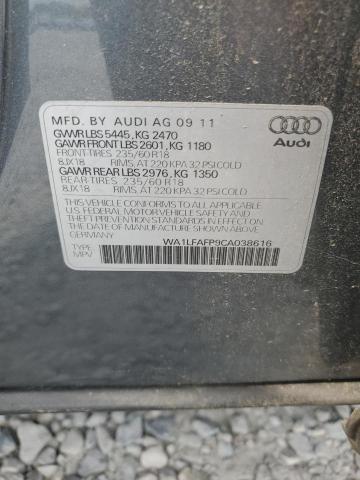 MFD. BY AUDI AG 09 11
GVWR LBS 5445, KG 2470
GAWR FRONT LBS 2601, KG 1180
FRONT-TIRES 235/60 R18
8JX18 RIMS, AT 220 KPA 32 PSI COLD
GAWR REAR LBS 2976, KG 1350
REAR-TIRES 235/60 R18
8JX18 RIMS, AT 220 KPA 32 PSI COLD
Audi
THIS VEHICLE CONFORMS TO ALL APPLICABLE
U.S. FEDERAL MOTOR VEHICLE SAFETY AND
THEFT PREVENTION STANDARDS IN EFFECT ON
THE DATE OF MANUFACTURE SHOWN ABOVE
GERMANY
TYPE: WA1LFAFP9CA038616
MPV